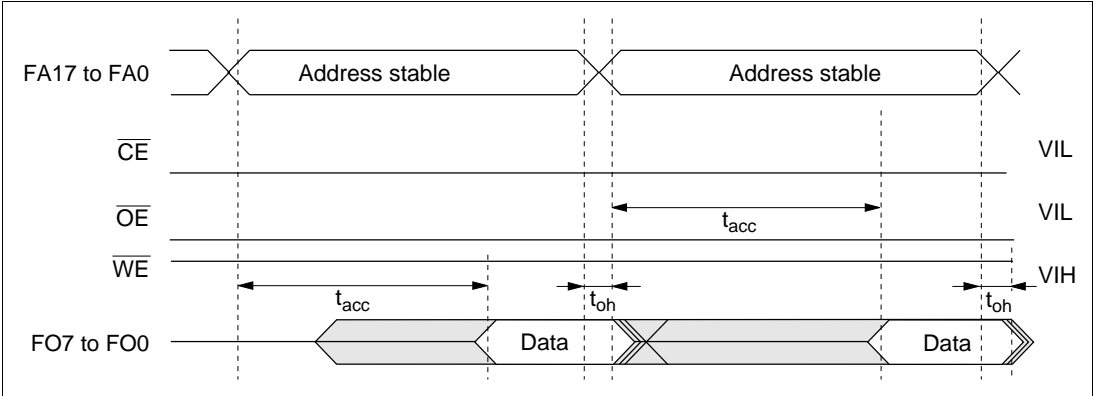 FA17 to FA0
Address stable
Address stable
CE
VIL
OE
tacc
VIL
WE
VIH
tacc
toh
toh
FO7 to FO0
Data
Data